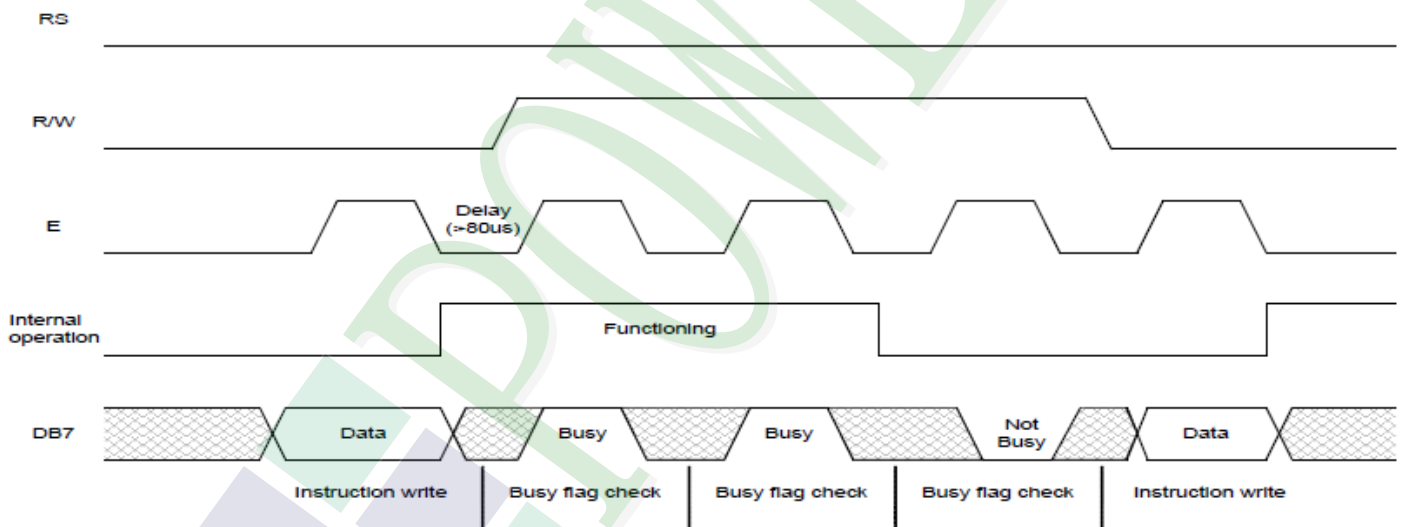 RS
R/W
E
Delay
(>80us)
Internal
operation
Functioning
DB7
Data
Busy
Busy
Not
Busy
Data
Instruction write
Busy flag check
Busy flag check
Busy flag check
Instruction write